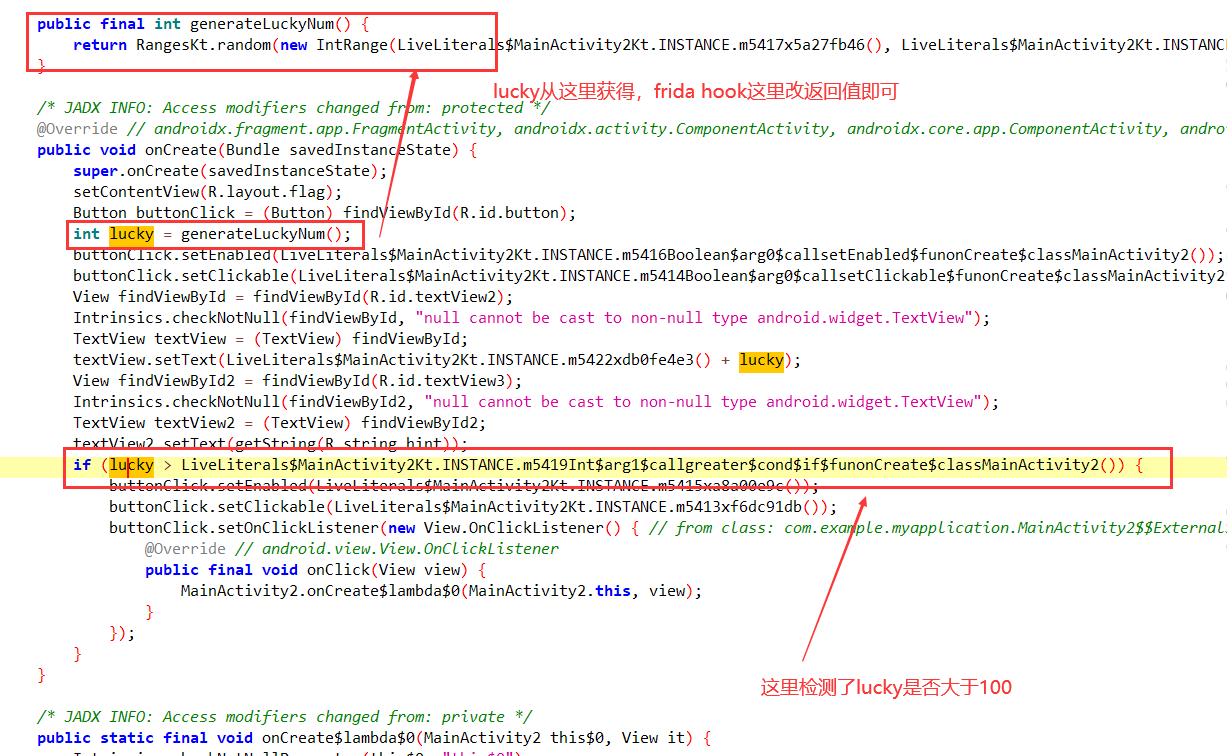 public final int generateLuckyNum() {
return RangesKt.random(new IntRange(LiveLiterals$MainActivity2Kt.INSTANCE.m5417x5a27fb46(), LiveLiterals$MainActivity2Kt.INSTANC
}
lucky从这里获得，frida hook这里改返回值即可
/* JADX INFO: Access modifiers changed from: protected */
@Override // androidx.fragment.app.FragmentActivity, androidx.activity.ComponentActivity, androidx.core.app.ComponentActivity, andro
public void onCreate(Bundle savedInstanceState) {
super.onCreate(savedInstanceState);
setContentView(R.layout.flag);
Button buttonClick = (Button) findViewById(R.id.button);
int lucky = generateLuckyNum();
buttonClick.setEnabled(LiveLiterals$MainActivity2Kt.INSTANCE.m5416Boolean$arg0$callsetEnabled$funonCreate$classMainActivity2());
buttonClick.setClickable(LiveLiterals$MainActivity2Kt.INSTANCE.m5414Boolean$arg0$callsetClickable$funonCreate$classMainActivity2
View findViewById = findViewById(R.id.textView2);
Intrinsics.checkNotNull(findViewById, "null cannot be cast to non-null type android.widget.TextView");
TextView textView = (TextView) findViewById;
textView.setText(LiveLiterals$MainActivity2Kt.INSTANCE.m5422xdb0fe4e3() + lucky);
View findViewById2 = findViewById(R.id.textView3);
Intrinsics.checkNotNull(findViewById2, "null cannot be cast to non-null type android.widget.TextView");
TextView textView2 = (TextView) findViewById2;
textView2.setText(getString(R.string.hint));
if (lucky > LiveLiterals$MainActivity2Kt.INSTANCE.m5419Int$arg1$callgreater$cond$if$funonCreate$classMainActivity2()) {
buttonClick.setEnabled(LiveLiterals$MainActivity2Kt.INSTANCE.m5415xa8a00e9c());
buttonClick.setClickable(LiveLiterals$MainActivity2Kt.INSTANCE.m5413xf6dc91db());
buttonClick.setOnClickListener(new View.OnClickListener() { // from class: com.example.myapplication.MainActivity2$$External
@Override // android.view.View.OnClickListener
public final void onClick(View view) {
MainActivity2.onCreate$lambda$0(MainActivity2.this, view);
}
});
}
}
这里检测了lucky是否大于100
/* JADX INFO: Access modifiers changed from: private */
public static final void onCreate$lambda$0(MainActivity2 this$0, View it) {